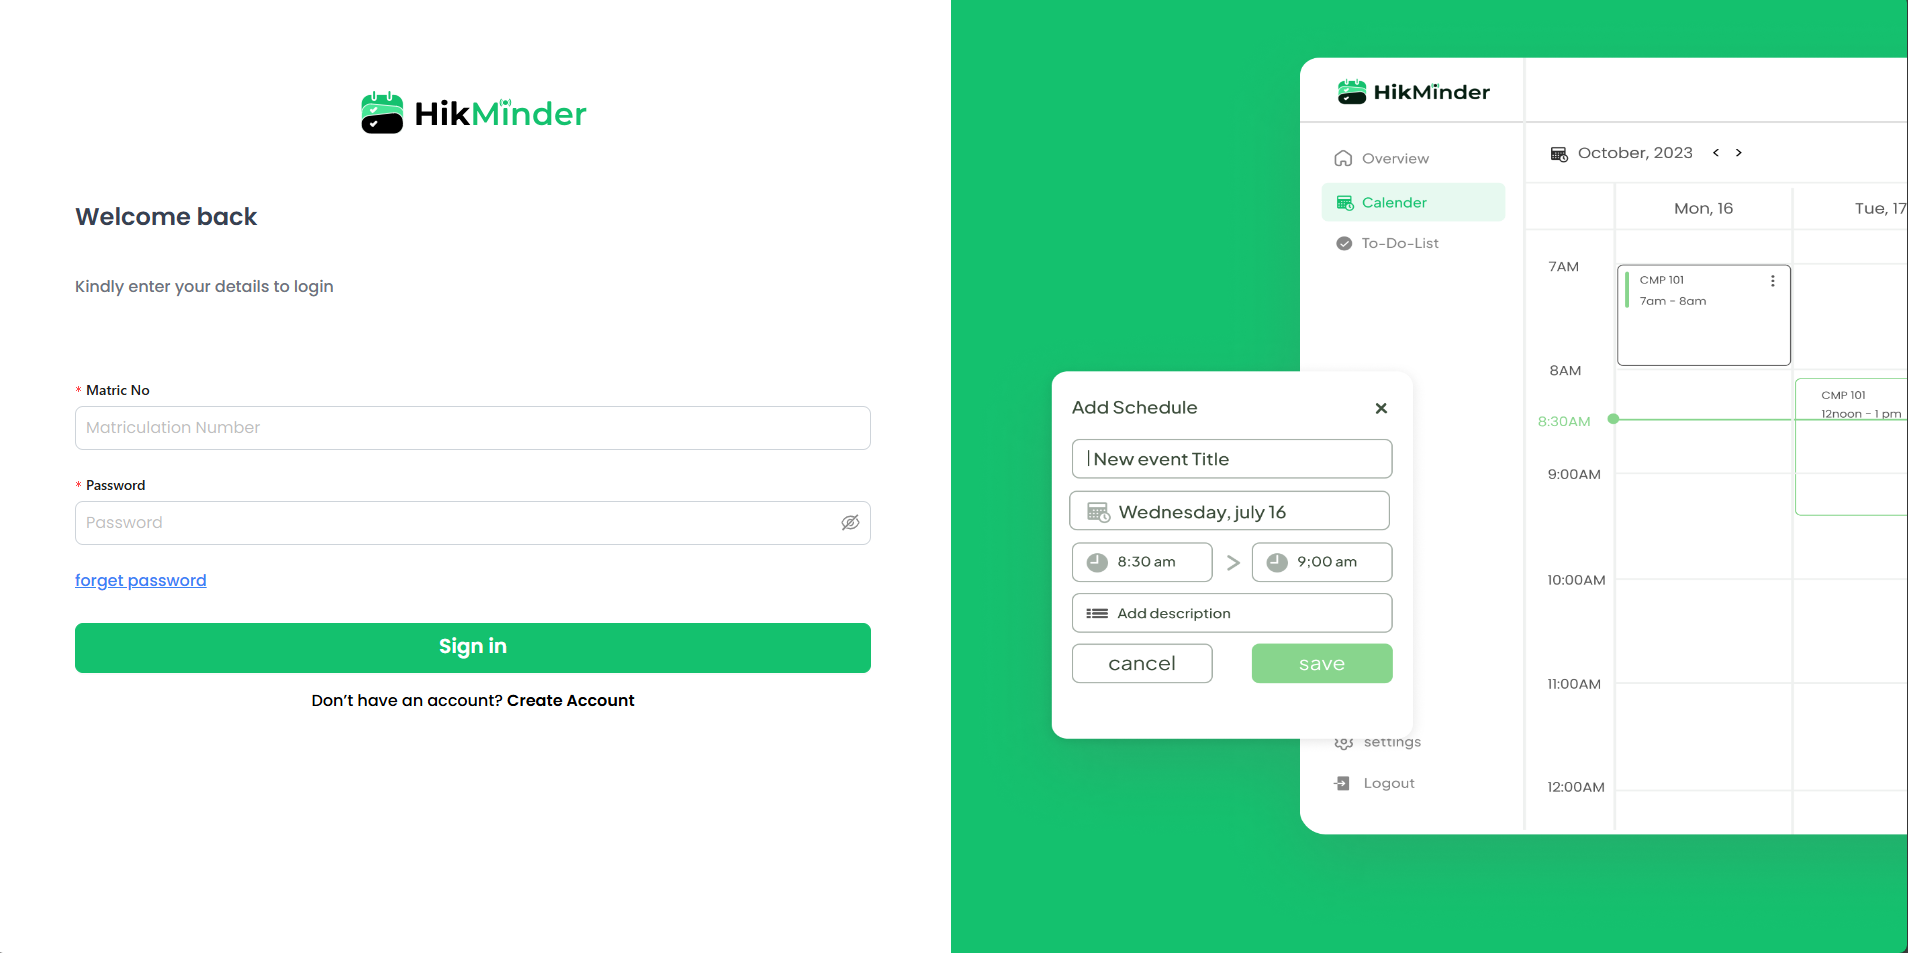 HikMinder
Welcome back
Kindly enter your details to login
* Matric No
Matriculation Number
* Password
Password
forget password
Sign in
Don’t have an account? Create Account
HikMinder
Overview
Calender
To-Do-List
settings
Logout
October, 2023 < >
Mon, 16
Tue, 17
7AM
CMP 101
7am - 8am
8AM
CMP 101
12noon - 1 pm
8:30AM
9:00AM
10:00AM
11:00AM
12:00AM
Add Schedule
New event Title
Wednesday, july 16
8:30 am > 9;00 am
Add description
cancel
save